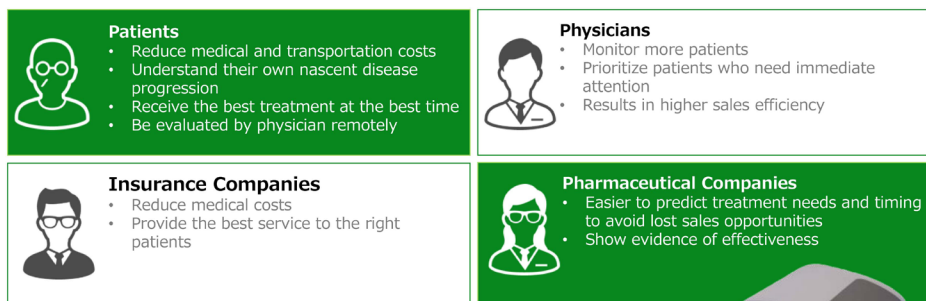 Patients
• Reduce medical and transportation costs
• Understand their own nascent disease
progression
• Receive the best treatment at the best time
• Be evaluated by physician remotely
Physicians
• Monitor more patients
• Prioritize patients who need immediate
attention
• Results in higher sales efficiency
Insurance Companies
• Reduce medical costs
• Provide the best service to the right
patients
Pharmaceutical Companies
• Easier to predict treatment needs and timing
to avoid lost sales opportunities
• Show evidence of effectiveness